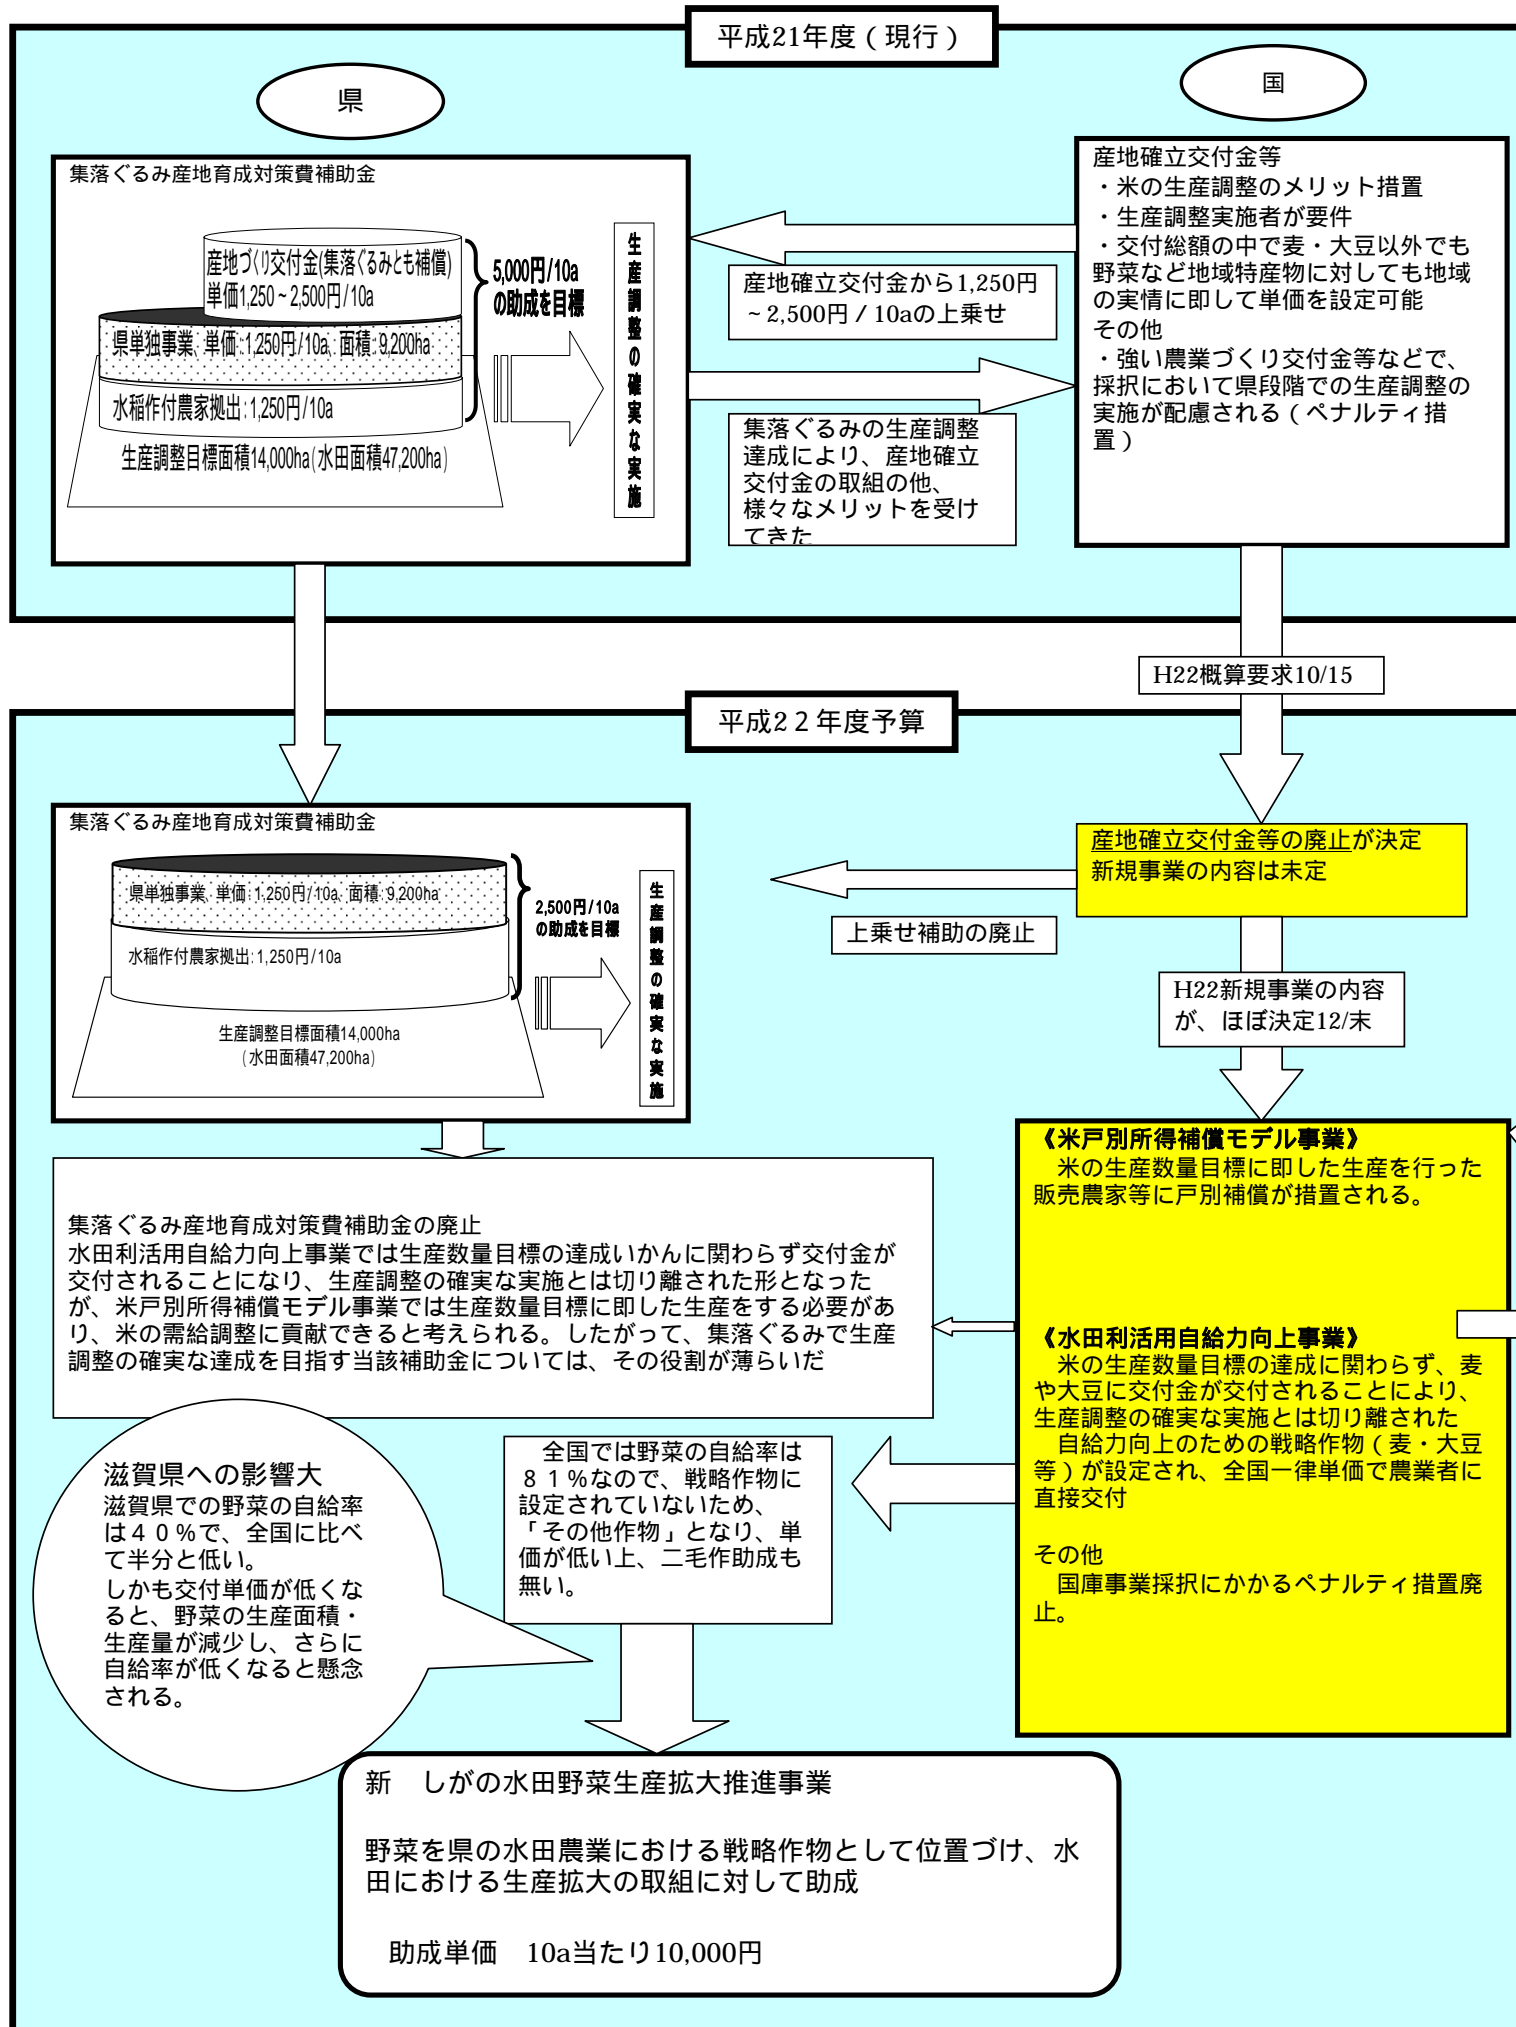 平成21年度（現行）
県
国
集落ぐるみ産地育成対策費補助金
産地づくり交付金(集落ぐるみとも補償)
単価1,250～2,500円/10a
県単独事業、単価:1,250円/10a、面積:9,200ha
水稲作付農家拠出:1,250円/10a
生産調整目標面積14,000ha(水田面積47,200ha)
5,000円/10a
の助成を目標
生産調整の確実な実施
産地確立交付金から1,250円
～2,500円／10aの上乗せ
集落ぐるみの生産調整
達成により、産地確立
交付金の取組の他、
様々なメリットを受け
てきた
産地確立交付金等
・米の生産調整のメリット措置
・生産調整実施者が要件
・交付総額の中で麦・大豆以外でも
野菜など地域特産物に対しても地域
の実情に即して単価を設定可能
その他
・強い農業づくり交付金等などで、
採択において県段階での生産調整の
実施が配慮される（ペナルティ措
置）
H22概算要求10/15
平成2２年度予算
集落ぐるみ産地育成対策費補助金
県単独事業、単価:1,250円/10a、面積:9,200ha
水稲作付農家拠出:1,250円/10a
生産調整目標面積14,000ha
(水田面積47,200ha)
2,500円/10a
の助成を目標
生産調整の確実な実施
産地確立交付金等の廃止が決定
新規事業の内容は未定
上乗せ補助の廃止
H22新規事業の内容
が、ほぼ決定12/末
《米戸別所得補償モデル事業》
　米の生産数量目標に即した生産を行った
販売農家等に戸別補償が措置される。
《水田利活用自給力向上事業》
　米の生産数量目標の達成に関わらず、麦
や大豆に交付金が交付されることにより、
生産調整の確実な実施とは切り離された
　自給力向上のための戦略作物（麦・大豆
等）が設定され、全国一律単価で農業者に
直接交付
その他
　国庫事業採択にかかるペナルティ措置廃
止。
集落ぐるみ産地育成対策費補助金の廃止
水田利活用自給力向上事業では生産数量目標の達成いかんに関わらず交付金が
交付されることになり、生産調整の確実な実施とは切り離された形となった
が、米戸別所得補償モデル事業では生産数量目標に即した生産をする必要があ
り、米の需給調整に貢献できると考えられる。したがって、集落ぐるみで生産
調整の確実な達成を目指す当該補助金については、その役割が薄らいだ
滋賀県への影響大
滋賀県での野菜の自給率
は４０％で、全国に比べ
て半分と低い。
しかも交付単価が低くな
ると、野菜の生産面積・
生産量が減少し、さらに
自給率が低くなると懸念
される。
　全国では野菜の自給率は
８１％なので、戦略作物に
設定されていないため、
「その他作物」となり、単
価が低い上、二毛作助成も
無い。
新　しがの水田野菜生産拡大推進事業
野菜を県の水田農業における戦略作物として位置づけ、水
田における生産拡大の取組に対して助成
助成単価　10a当たり10,000円